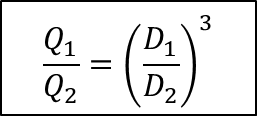 Q₁/Q₂ = (D₁/D₂)³